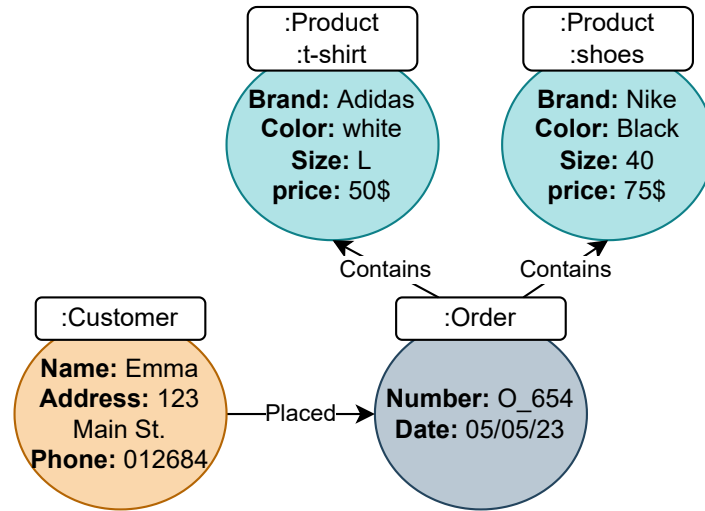 :Product
:t-shirt
Brand: Adidas
Color: white
Size: L
price: 50$
:Product
:shoes
Brand: Nike
Color: Black
Size: 40
price: 75$
Contains
Contains
:Customer
Name: Emma
Address: 123
Main St.
Phone: 012684
Placed
:Order
Number: O_654
Date: 05/05/23